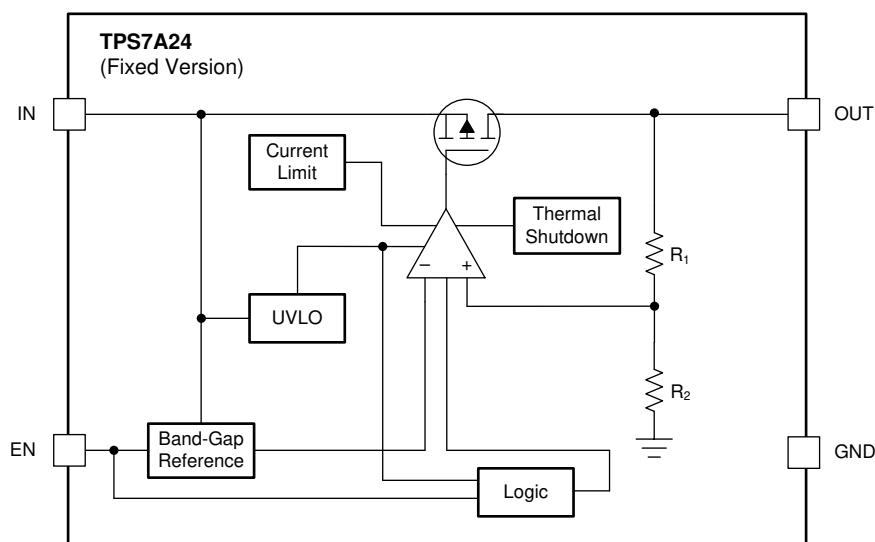 TPS7A24
(Fixed Version)
IN
OUT
Current
Limit
Thermal
Shutdown
– +
R₁
UVLO
R₂
EN
Band-Gap
Reference
GND
Logic